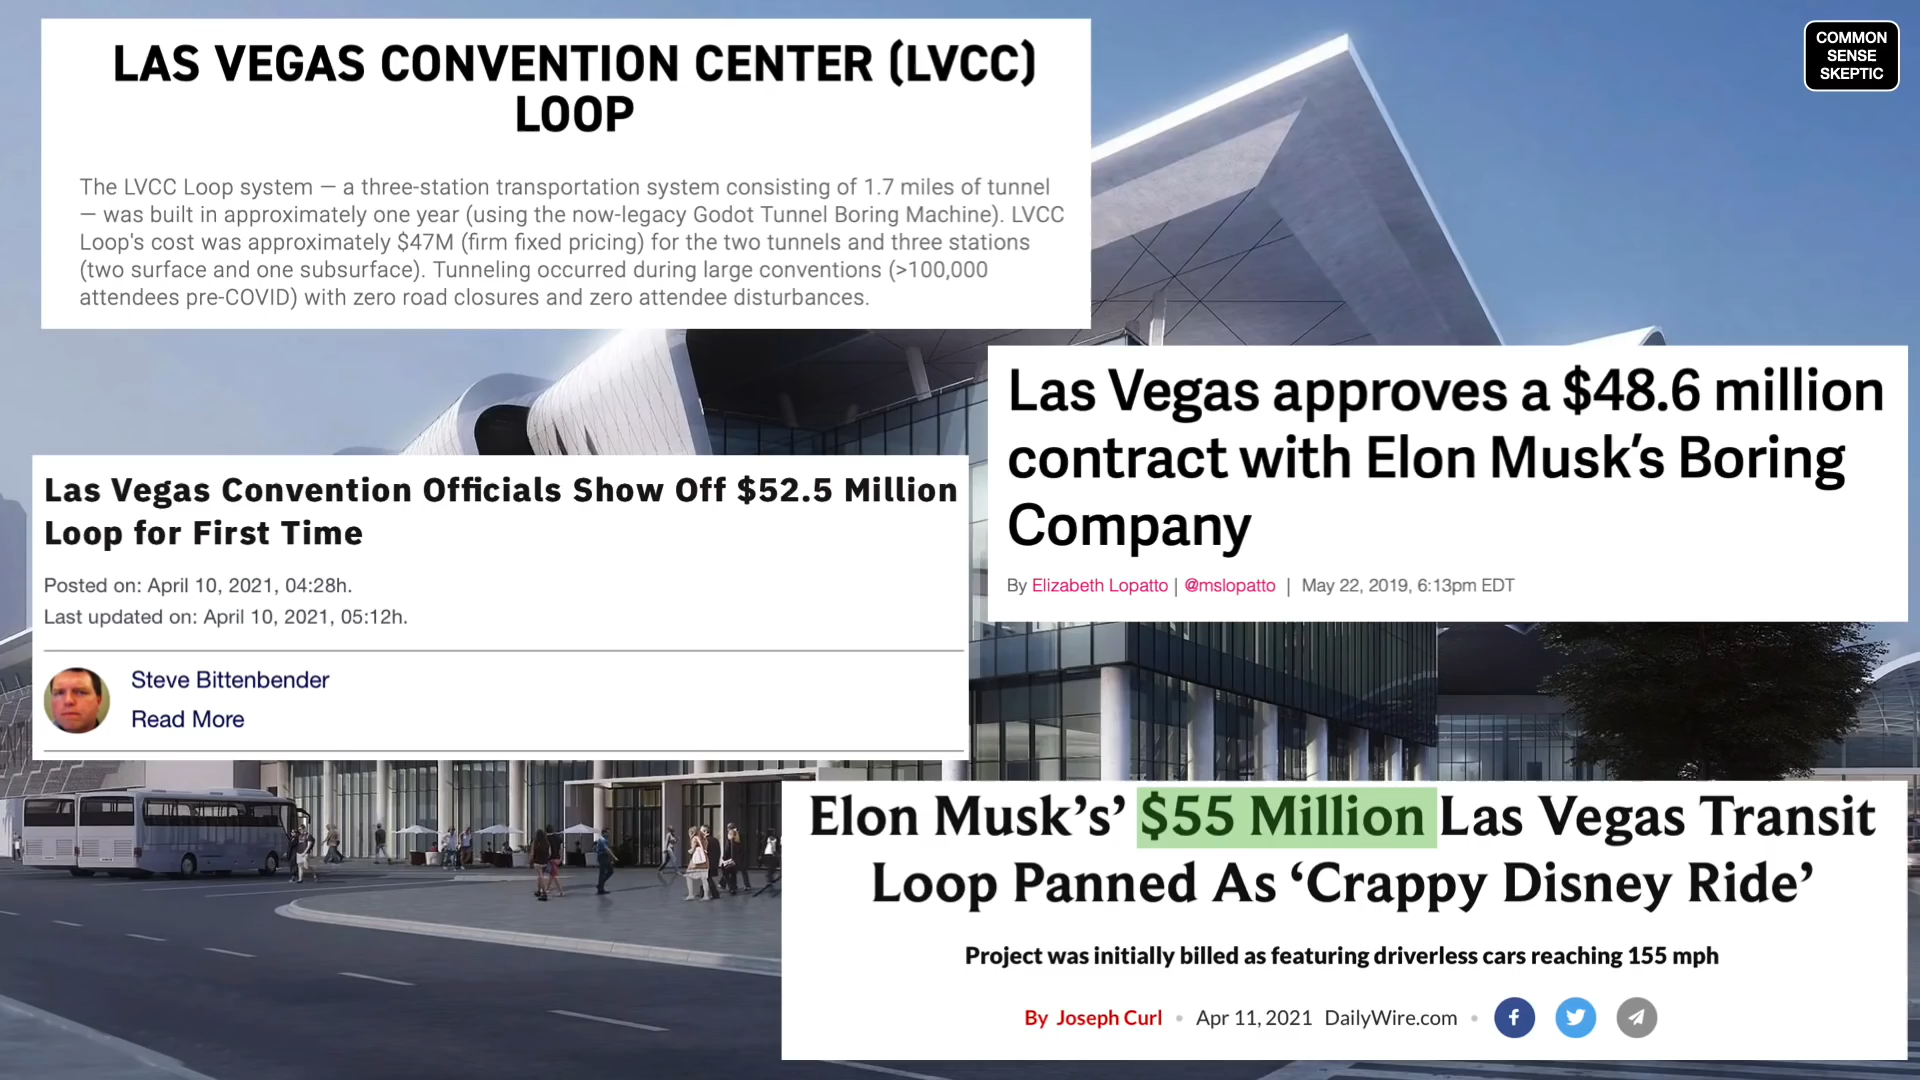 COMMON
SENSE
SKEPTIC
LAS VEGAS CONVENTION CENTER (LVCC)
LOOP
The LVCC Loop system — a three-station transportation system consisting of 1.7 miles of tunnel
— was built in approximately one year (using the now-legacy Godot Tunnel Boring Machine). LVCC
Loop's cost was approximately $47M (firm fixed pricing) for the two tunnels and three stations
(two surface and one subsurface). Tunneling occurred during large conventions (>100,000
attendees pre-COVID) with zero road closures and zero attendee disturbances.
Las Vegas approves a $48.6 million
contract with Elon Musk’s Boring
Company
By Elizabeth Lopatto | @mslopatto | May 22, 2019, 6:13pm EDT
Las Vegas Convention Officials Show Off $52.5 Million
Loop for First Time
Posted on: April 10, 2021, 04:28h.
Last updated on: April 10, 2021, 05:12h.
Steve Bittenbender
Read More
Elon Musk’s’ $55 Million Las Vegas Transit
Loop Panned As ‘Crappy Disney Ride’
Project was initially billed as featuring driverless cars reaching 155 mph
By Joseph Curl • Apr 11, 2021 DailyWire.com •